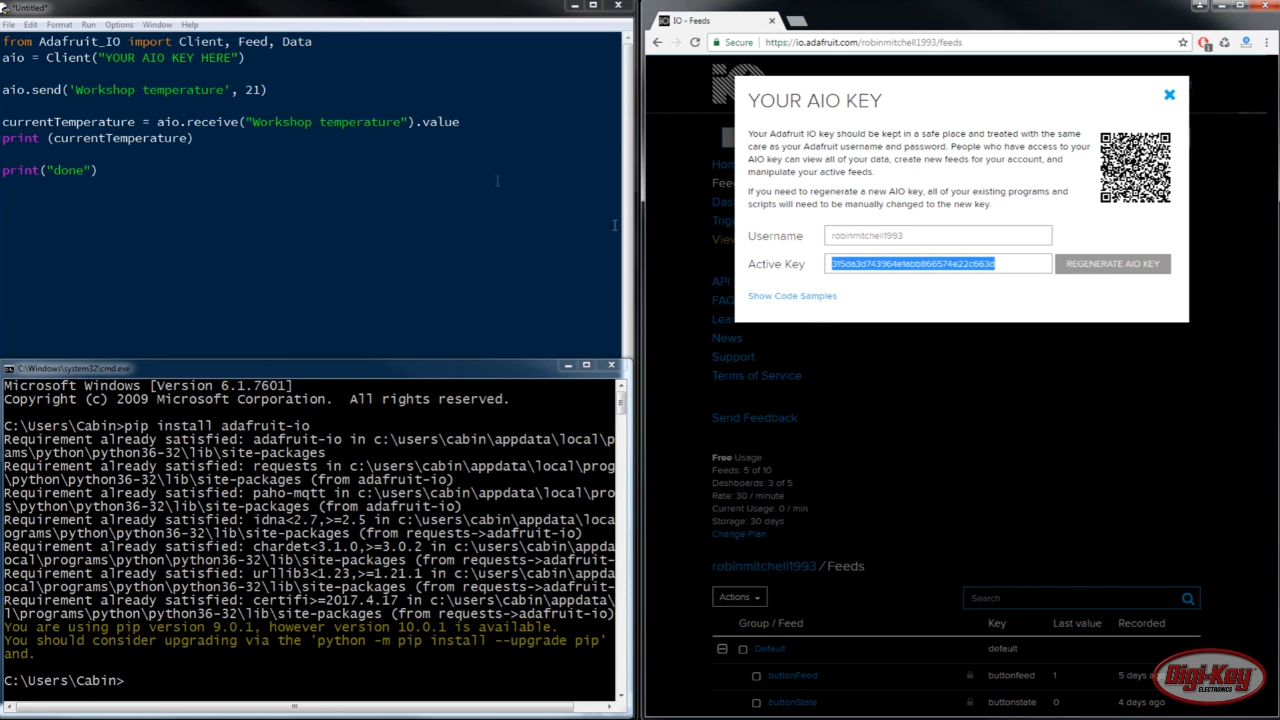 *Untitled*
File Edit Format Run Options Window Help
from Adafruit_IO import Client, Feed, Data
aio = Client("YOUR AIO KEY HERE")
aio.send('Workshop temperature', 21)
currentTemperature = aio.receive("Workshop temperature").value
print (currentTemperature)
print("done")
C:\Windows\system32\cmd.exe
Microsoft Windows [Version 6.1.7601]
Copyright (c) 2009 Microsoft Corporation. All rights reserved.
C:\Users\Cabin>pip install adafruit-io
Requirement already satisfied: adafruit-io in c:\users\cabin\appdata\local\p
ams\python\python36-32\lib\site-packages
Requirement already satisfied: requests in c:\users\cabin\appdata\local\prog
\python\python36-32\lib\site-packages (from adafruit-io)
Requirement already satisfied: paho-mqtt in c:\users\cabin\appdata\local\pro
s\python\python36-32\lib\site-packages (from adafruit-io)
Requirement already satisfied: idna<2.7,>=2.5 in c:\users\cabin\appdata\loca
ograms\python\python36-32\lib\site-packages (from requests->adafruit-io)
Requirement already satisfied: chardet<3.1.0,>=3.0.2 in c:\users\cabin\appda
ocal\programs\python\python36-32\lib\site-packages (from requests->adafruit-
Requirement already satisfied: urllib3<1.23,>=1.21.1 in c:\users\cabin\appda
ocal\programs\python\python36-32\lib\site-packages (from requests->adafruit-
Requirement already satisfied: certifi>=2017.4.17 in c:\users\cabin\appdata\
l\programs\python\python36-32\lib\site-packages (from requests->adafruit-io)
You are using pip version 9.0.1, however version 10.0.1 is available.
You should consider upgrading via the 'python -m pip install --upgrade pip'
and.
C:\Users\Cabin>
IO - Feeds
Secure https://io.adafruit.com/robinmitchell1993/feeds
YOUR AIO KEY
Your Adafruit IO key should be kept in a safe place and treated with the same
care as your Adafruit username and password. People who have access to your
AIO key can view all of your data, create new feeds for your account, and
manipulate your active feeds.
If you need to regenerate a new AIO key, all of your existing programs and
scripts will need to be manually changed to the new key.
Username robinmitchell1993
Active Key 315da3d743964e1abb866574e22c663d REGENERATE AIO KEY
Show Code Samples
News
Support
Terms of Service
Send Feedback
Free Usage
Feeds: 5 of 10
Dashboards: 3 of 5
Rate: 30 / minute
Current Usage: 0 / min
Storage: 30 days
Change Plan
robinmitchell1993 / Feeds
Actions Search
Group / Feed Key Last value Recorded
Default default
buttonFeed buttonfeed 1 5 days
buttonState buttonstate 0 4 days ago
Digi-Key
ELECTRONICS